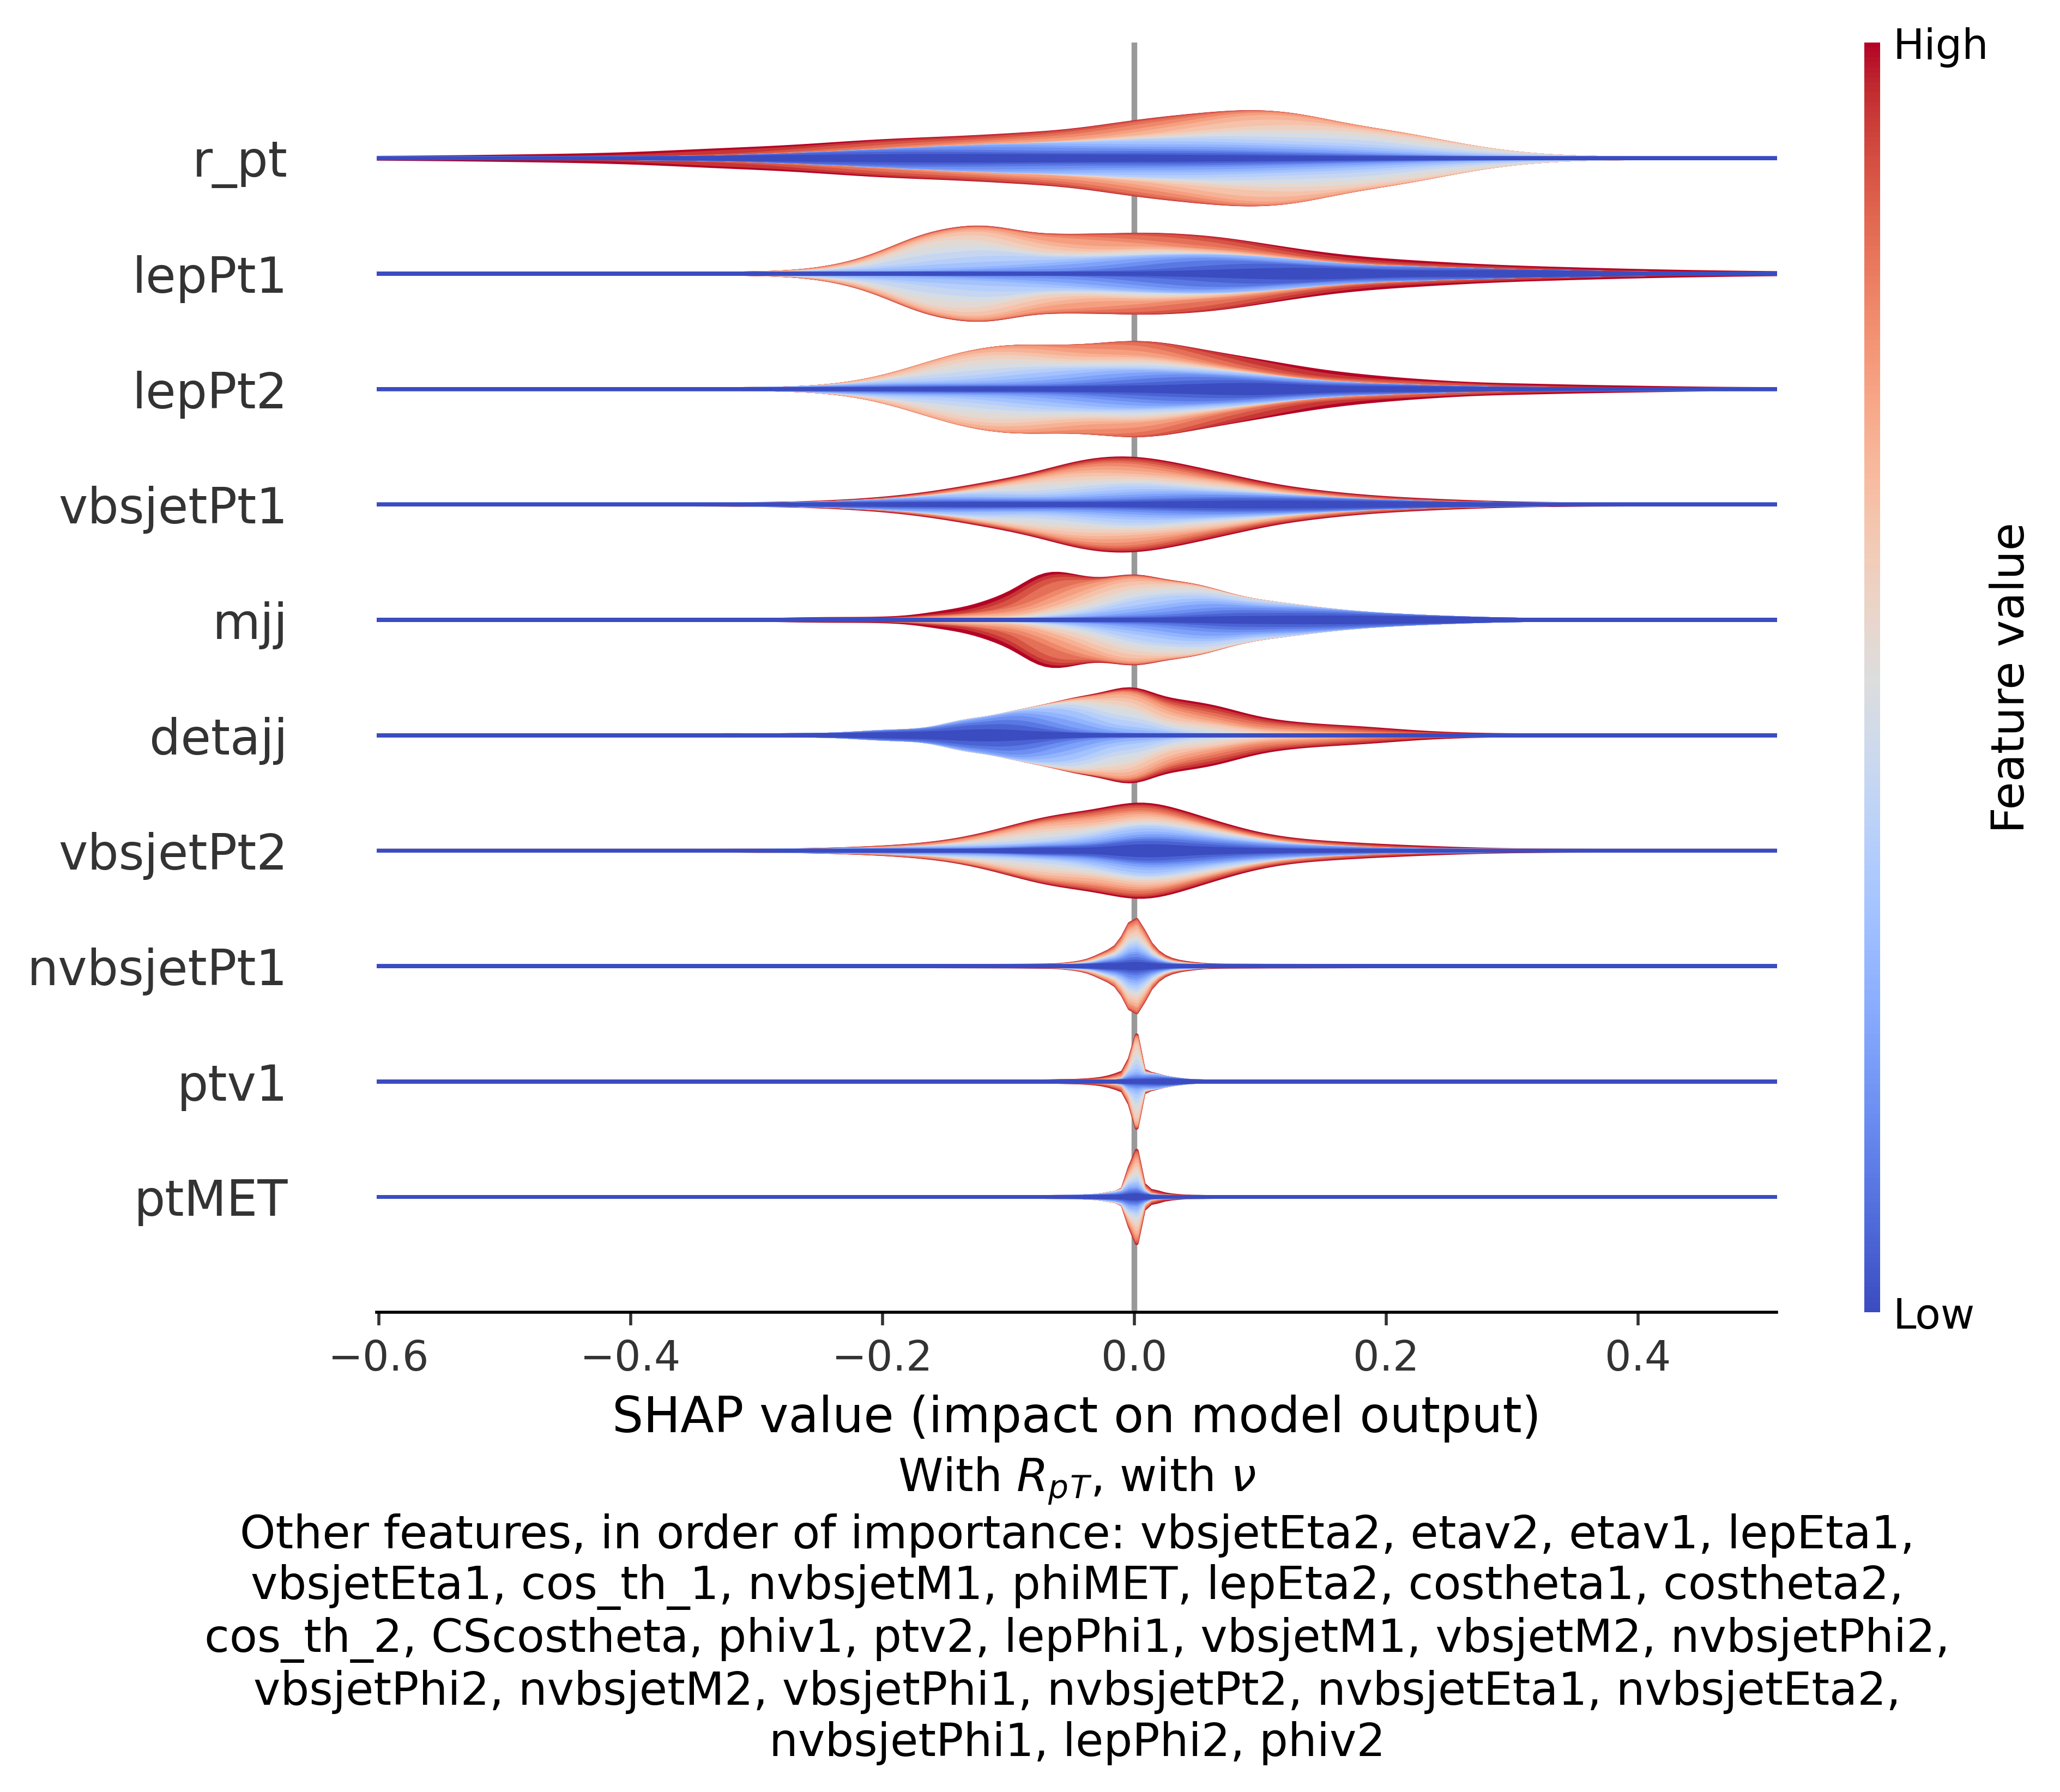 High
r_pt
lepPt1
lepPt2
vbsjetPt1
mjj
detajj
vbsjetPt2
nvbsjetPt1
ptv1
ptMET
Feature value
Low
−0.6 −0.4 −0.2 0.0 0.2 0.4
SHAP value (impact on model output)
With R_{pT}, with ν
Other features, in order of importance: vbsjetEta2, etav2, etav1, lepEta1,
vbsjetEta1, cos_th_1, nvbsjetM1, phiMET, lepEta2, costheta1, costheta2,
cos_th_2, CScostheta, phiv1, ptv2, lepPhi1, vbsjetM1, vbsjetM2, nvbsjetPhi2,
vbsjetPhi2, nvbsjetM2, vbsjetPhi1, nvbsjetPt2, nvbsjetEta1, nvbsjetEta2,
nvbsjetPhi1, lepPhi2, phiv2